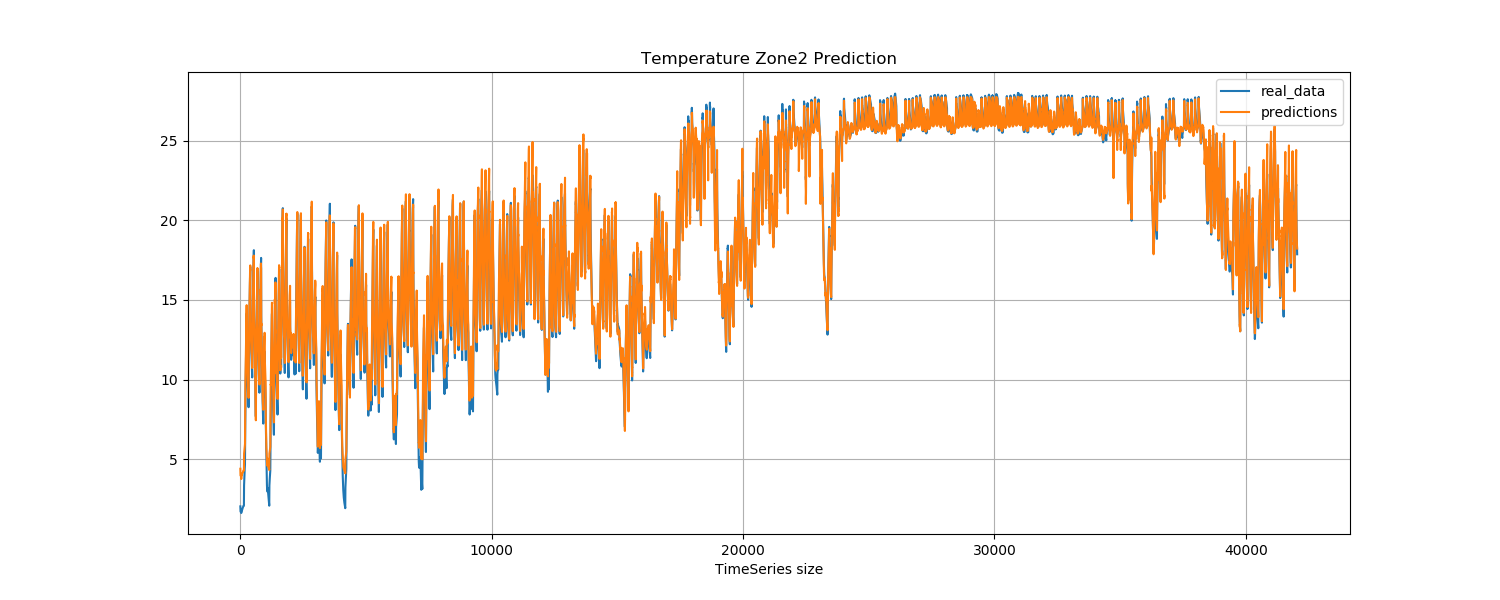 Temperature Zone2 Prediction
real_data
predictions
25
20
15
10
5
0 10000 20000 30000 40000
TimeSeries size